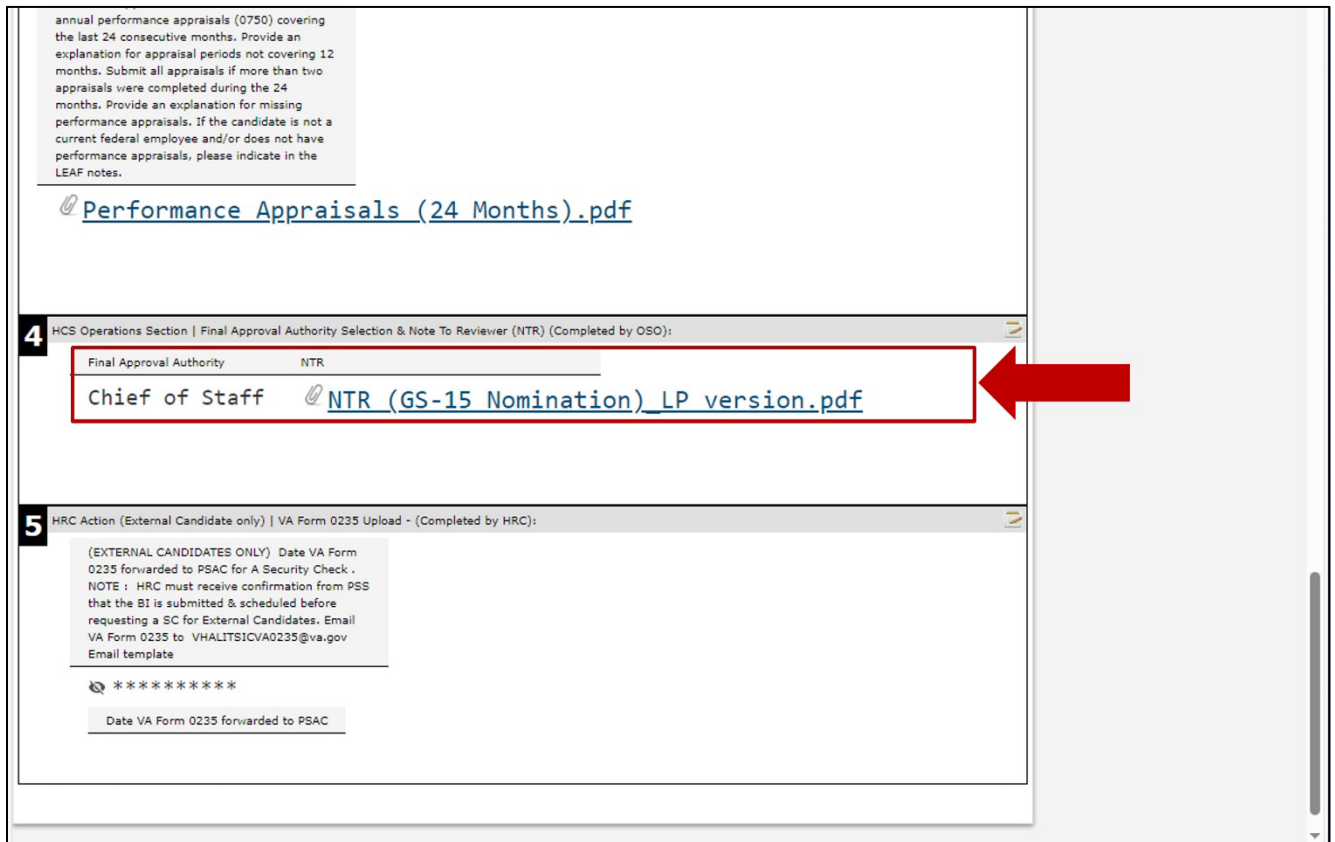 annual performance appraisals (0750) covering
the last 24 consecutive months. Provide an
explanation for appraisal periods not covering 12
months. Submit all appraisals if more than two
appraisals were completed during the 24
months. Provide an explanation for missing
performance appraisals. If the candidate is not a
current federal employee and/or does not have
performance appraisals, please indicate in the
LEAF notes.
Performance Appraisals (24 Months).pdf
4 HCS Operations Section | Final Approval Authority Selection & Note To Reviewer (NTR) (Completed by OSO):
Final Approval Authority NTR
Chief of Staff NTR (GS-15 Nomination)_LP version.pdf
5 HRC Action (External Candidate only) | VA Form 0235 Upload - (Completed by HRC):
(EXTERNAL CANDIDATES ONLY) Date VA Form
0235 forwarded to PSAC for A Security Check .
NOTE : HRC must receive confirmation from PSS
that the BI is submitted & scheduled before
requesting a SC for External Candidates. Email
VA Form 0235 to VHALITSICVA0235@va.gov
Email template
**********
Date VA Form 0235 forwarded to PSAC